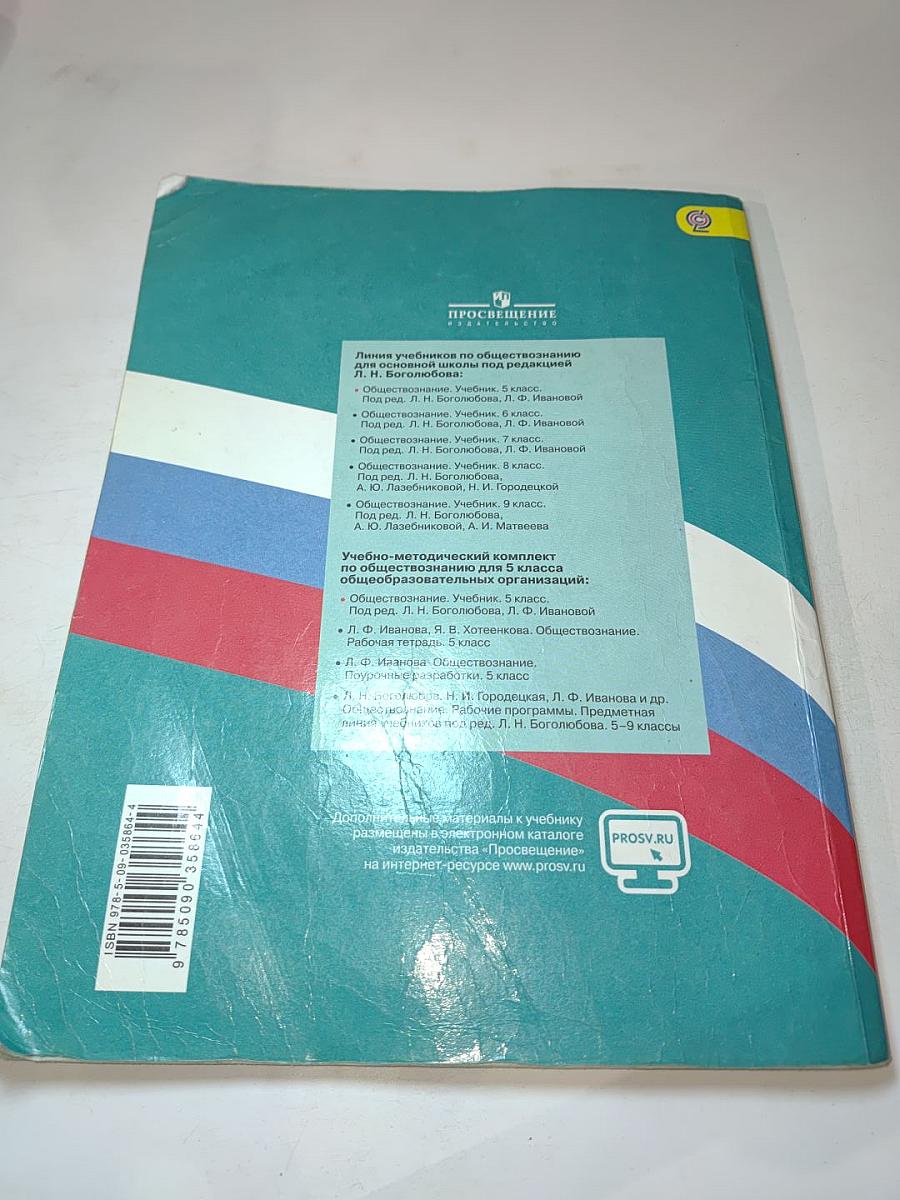 ИП
ПРОСВЕЩЕНИЕ
ИЗДАТЕЛЬСТВО
Линия учебников по обществознанию
для основной школы под редакцией
Л. Н. Боголюбова:
• Обществознание. Учебник. 5 класс.
Под ред. Л. Н. Боголюбова, Л. Ф. Ивановой
• Обществознание. Учебник. 6 класс.
Под ред. Л. Н. Боголюбова, Л. Ф. Ивановой
• Обществознание. Учебник. 7 класс.
Под ред. Л. Н. Боголюбова, Л. Ф. Ивановой
• Обществознание. Учебник. 8 класс.
Под ред. Л. Н. Боголюбова,
А. Ю. Лазебниковой, Н. И. Городецкой
• Обществознание. Учебник. 9 класс.
Под ред. Л. Н. Боголюбова,
А. Ю. Лазебниковой, А. И. Матвеева
Учебно-методический комплект
по обществознанию для 5 класса
общеобразовательных организаций:
• Обществознание. Учебник. 5 класс.
Под ред. Л. Н. Боголюбова, Л. Ф. Ивановой
• Л. Ф. Иванова, Я. В. Хотеенкова. Обществознание.
Рабочая тетрадь. 5 класс
• Л. Ф. Иванова. Обществознание.
Поурочные разработки. 5 класс
• Л. Н. Боголюбов, Н. И. Городецкая, Л. Ф. Иванова и др.
Обществознание. Рабочие программы. Предметная
линия учебников под ред. Л. Н. Боголюбова. 5–9 классы
Дополнительные материалы к учебнику
размещены в электронном каталоге
издательства «Просвещение»
на интернет-ресурсе www.prosv.ru
PROSV.RU
ISBN 978-5-09-035864-4
9 785090 358644